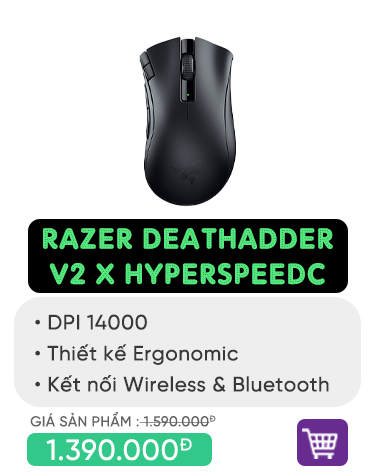 RAZER DEATHADDER
V2 X HYPERSPEEDC
• DPI 14000
• Thiết kế Ergonomic
• Kết nối Wireless & Bluetooth
GIÁ SẢN PHẨM : 1.590.000Đ
1.390.000Đ